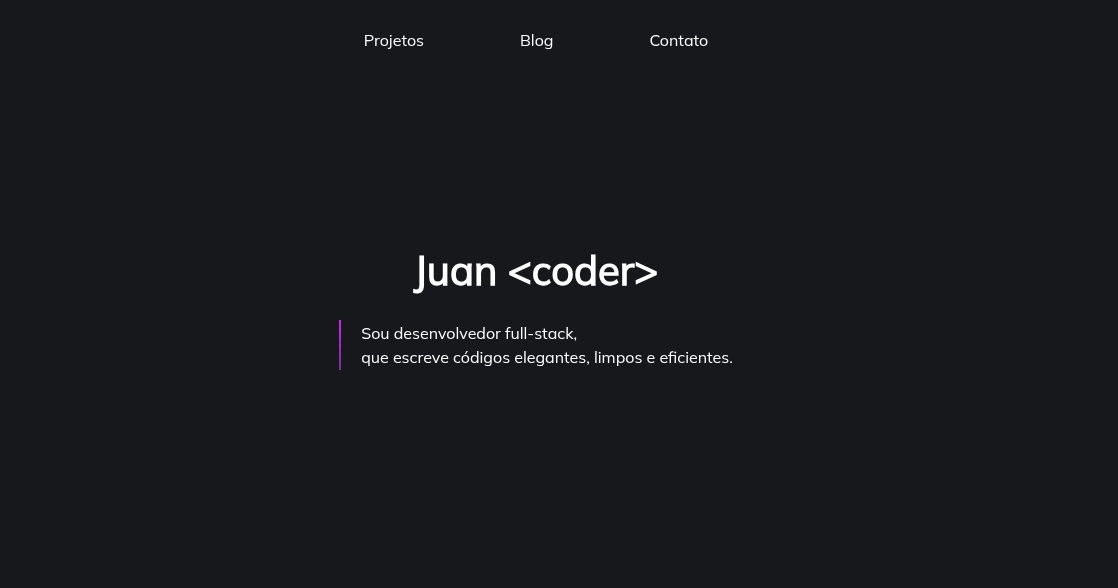 Projetos Blog Contato
Juan <coder>
Sou desenvolvedor full-stack,
que escreve códigos elegantes, limpos e eficientes.